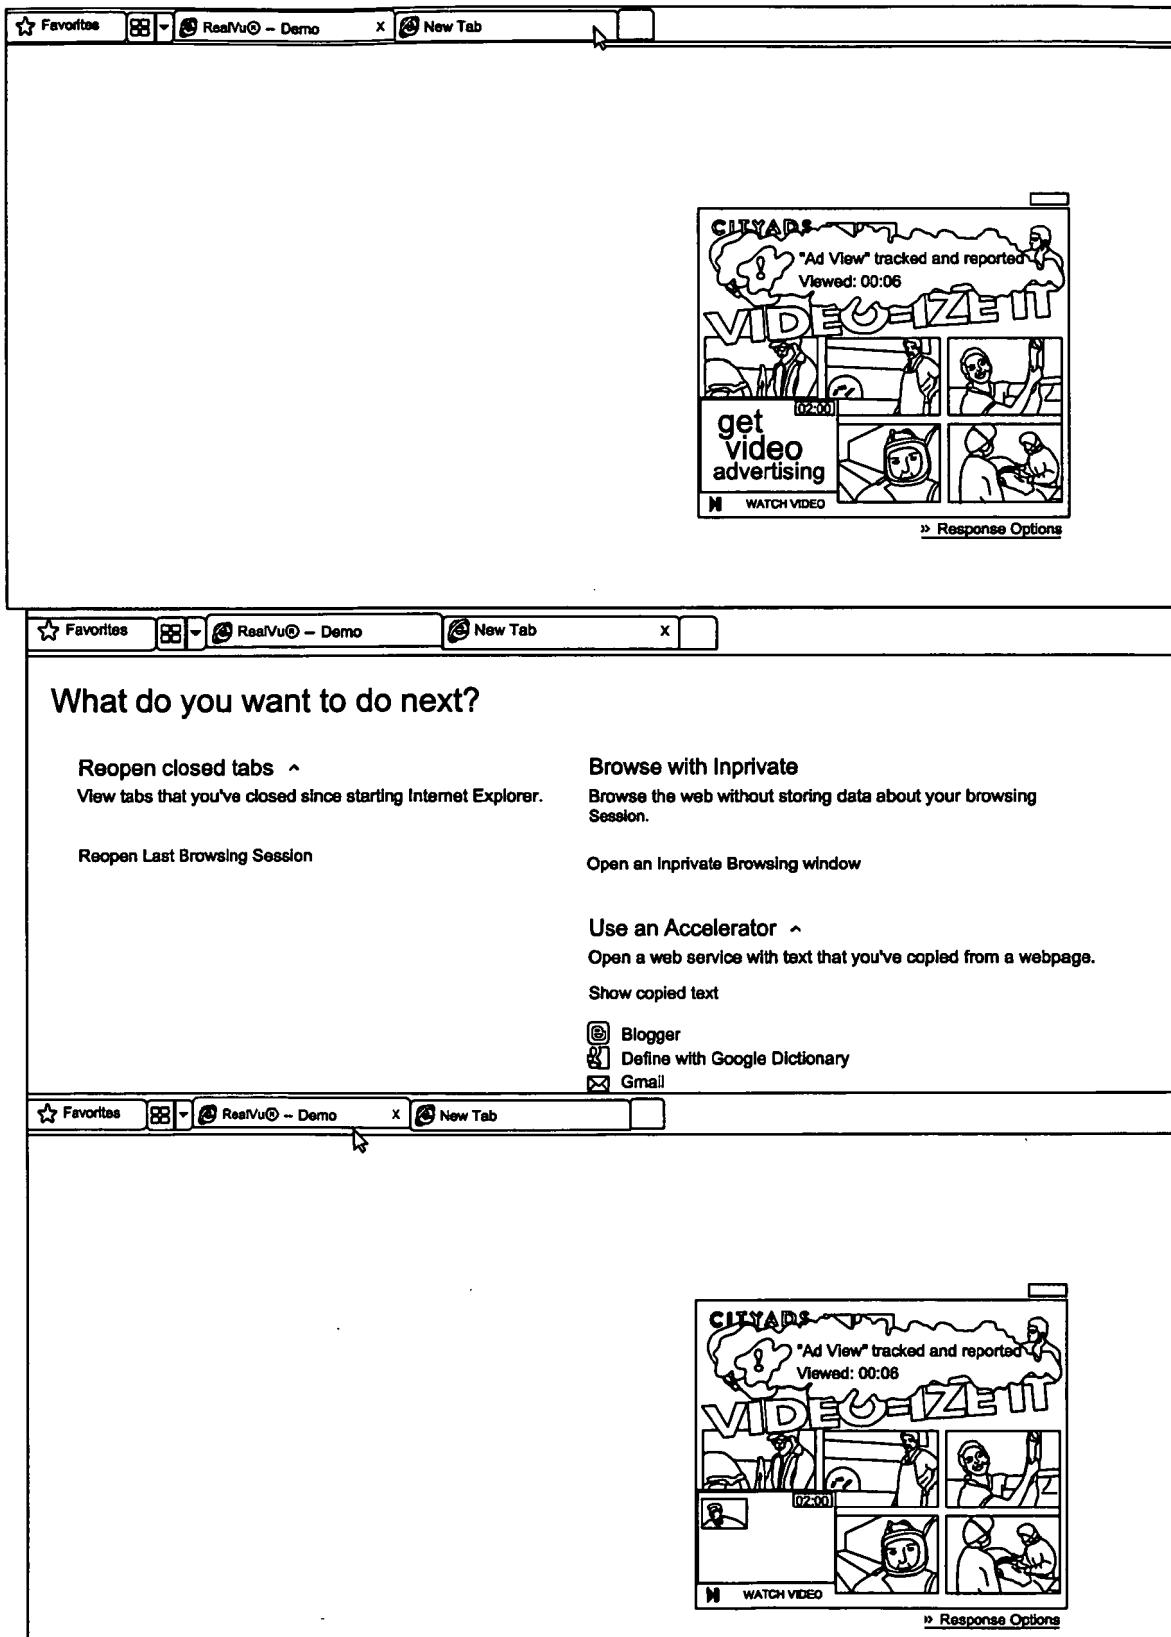 Favorites RealVu® – Demo x New Tab
CITYADS
! "Ad View" tracked and reported
Viewed: 00:06
VIDEO-IZE IT
02:00
get
video
advertising
WATCH VIDEO
» Response Options
Favorites RealVu® – Demo New Tab x
What do you want to do next?
Reopen closed tabs ^
View tabs that you've closed since starting Internet Explorer.
Reopen Last Browsing Session
Browse with Inprivate
Browse the web without storing data about your browsing
Session.
Open an Inprivate Browsing window
Use an Accelerator ^
Open a web service with text that you've copied from a webpage.
Show copied text
Blogger
Define with Google Dictionary
Gmail
Favorites RealVu® – Demo x New Tab
CITYADS
! "Ad View" tracked and reported
Viewed: 00:06
VIDEO-IZE IT
02:00
WATCH VIDEO
» Response Options